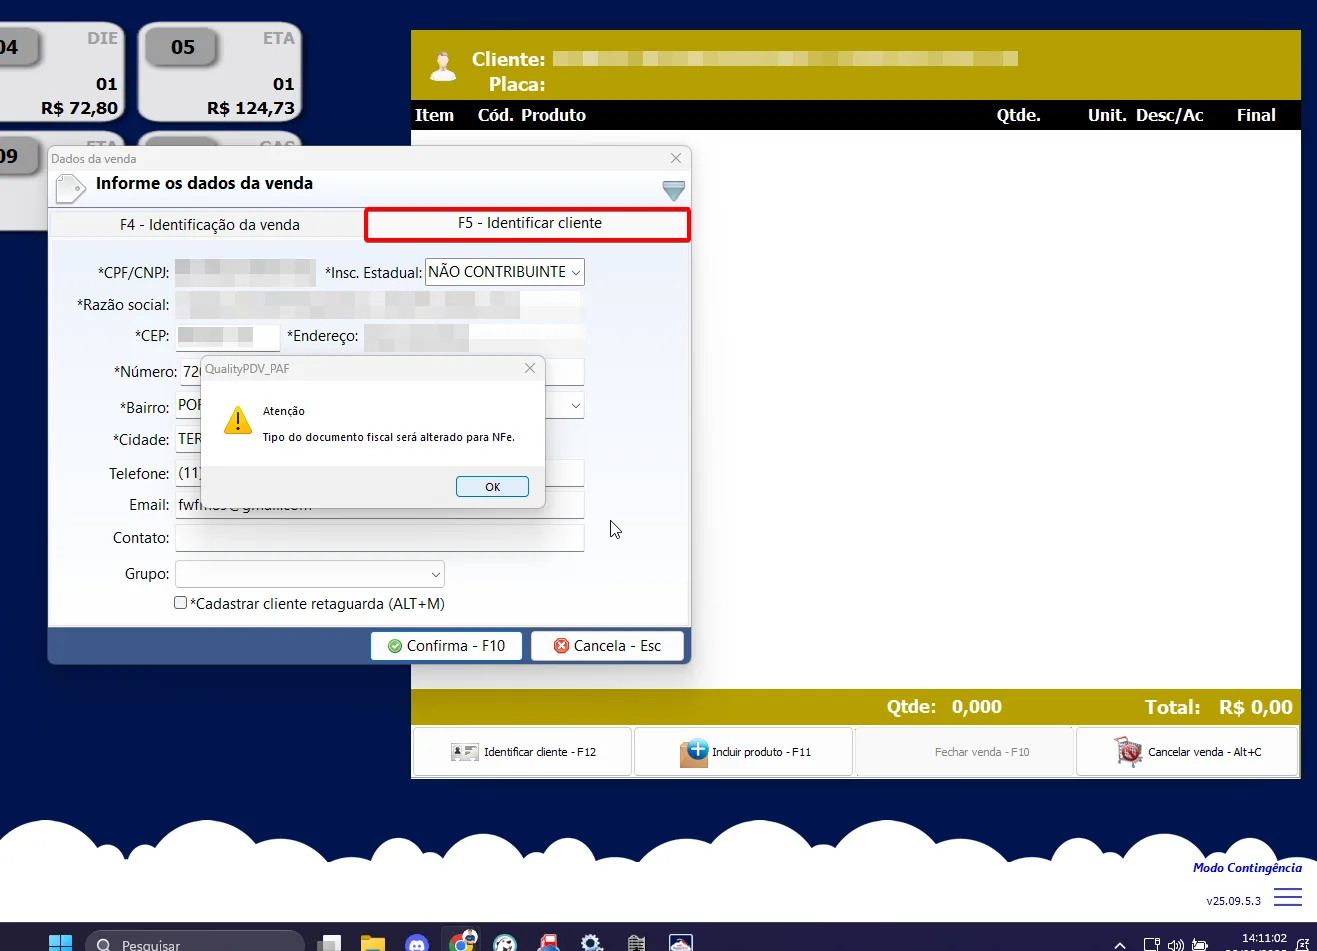 04 DIE
01
R$ 72,80
05 ETA
01
R$ 124,73
09 ETA
GAS
Cliente:
Placa:
Item Cód. Produto Qtde. Unit. Desc/Ac Final
Dados da venda
Informe os dados da venda
F4 - Identificação da venda
F5 - Identificar cliente
*CPF/CNPJ:
*Insc. Estadual: NÃO CONTRIBUINTE
*Razão social:
*CEP:
*Endereço:
*Número:
*Bairro:
*Cidade:
Telefone: (11)
Email:
Contato:
Grupo:
*Cadastrar cliente retaguarda (ALT+M)
Confirma - F10
Cancela - Esc
QualityPDV_PAF
Atenção
Tipo do documento fiscal será alterado para NFe.
OK
Qtde: 0,000 Total: R$ 0,00
Identificar cliente - F12
Incluir produto - F11
Fechar venda - F10
Cancelar venda - Alt+C
Modo Contingência
v25.09.5.3
Pesquisar
14:11:02